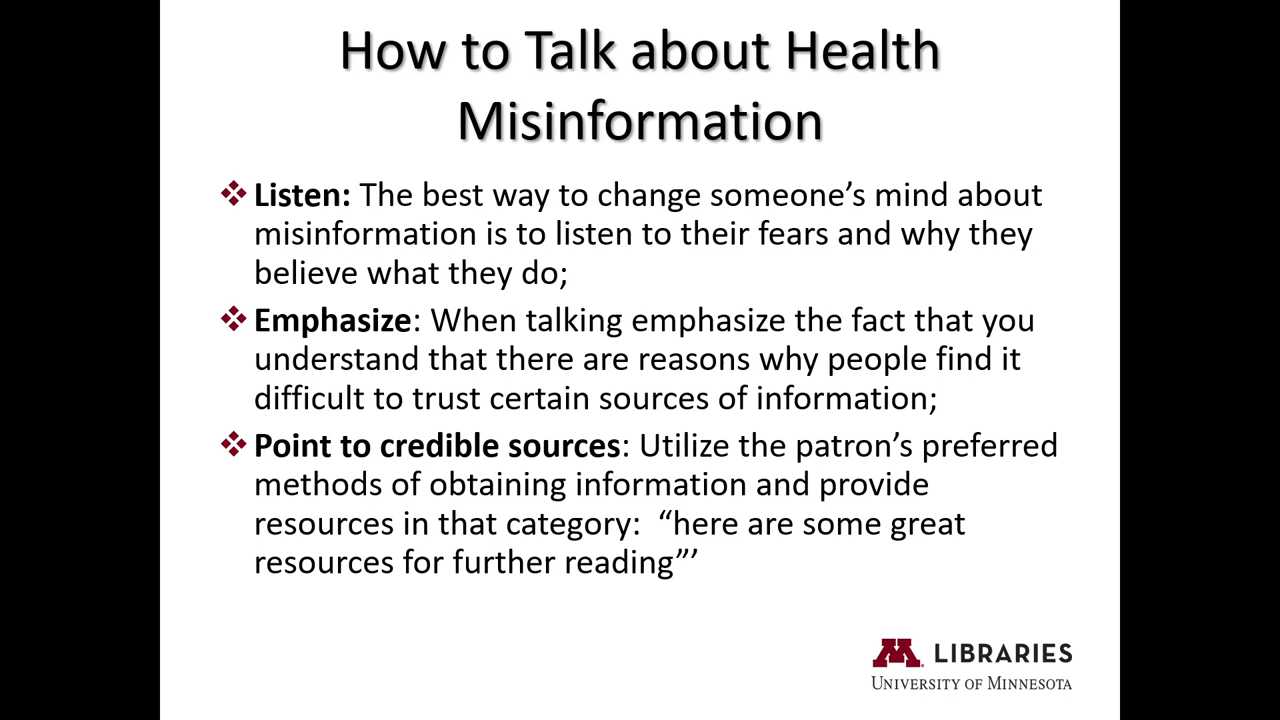 How to Talk about Health
Misinformation
❖ Listen: The best way to change someone’s mind about
misinformation is to listen to their fears and why they
believe what they do;
❖ Emphasize: When talking emphasize the fact that you
understand that there are reasons why people find it
difficult to trust certain sources of information;
❖ Point to credible sources: Utilize the patron’s preferred
methods of obtaining information and provide
resources in that category:  “here are some great
resources for further reading”’
M LIBRARIES
UNIVERSITY OF MINNESOTA